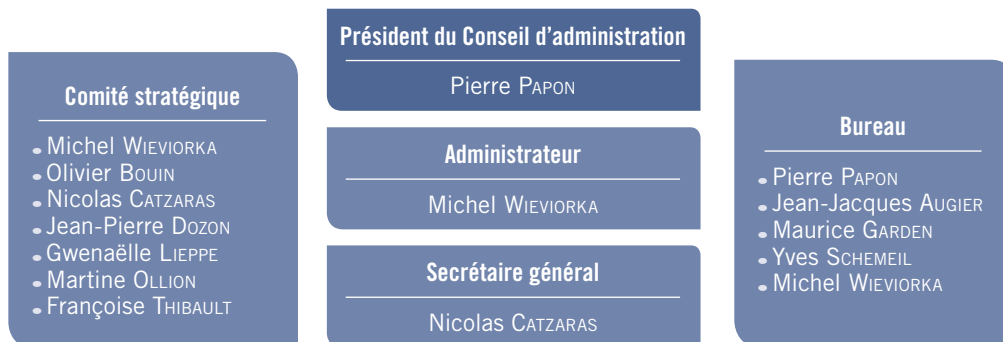 Comité stratégique
• Michel WIEVIORKA
• Olivier BOUIN
• Nicolas CATZARAS
• Jean-Pierre DOZON
• Gwenaëlle LIEPPE
• Martine OLLION
• Françoise THIBAULT
Président du Conseil d'administration
Pierre PAPON
Administrateur
Michel WIEVIORKA
Secrétaire général
Nicolas CATZARAS
Bureau
• Pierre PAPON
• Jean-Jacques AUGIER
• Maurice GARDEN
• Yves SCHEMEIL
• Michel WIEVIORKA